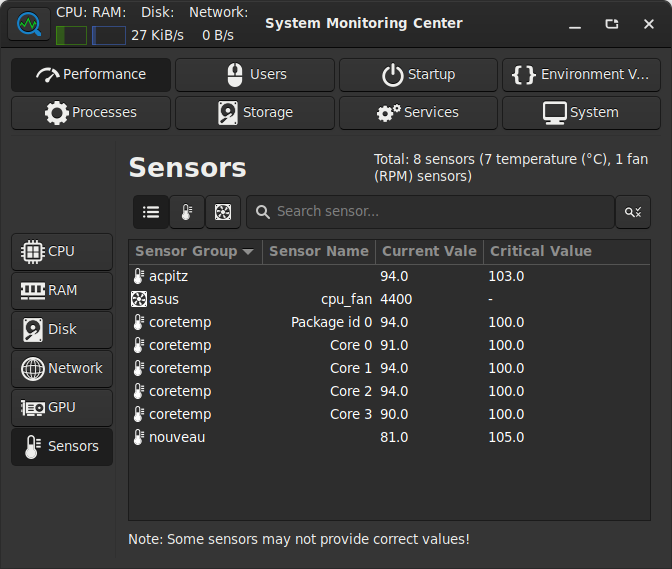 CPU: RAM: Disk: Network:
27 KiB/s 0 B/s
System Monitoring Center
Performance Users Startup Environment V...
Processes Storage Services System
Sensors
Total: 8 sensors (7 temperature (°C), 1 fan
(RPM) sensors)
Search sensor...
CPU
RAM
Disk
Network
GPU
Sensors
Sensor Group Sensor Name Current Vale Critical Value
acpitz 94.0 103.0
asus cpu_fan 4400 -
coretemp Package id 0 94.0 100.0
coretemp Core 0 91.0 100.0
coretemp Core 1 94.0 100.0
coretemp Core 2 94.0 100.0
coretemp Core 3 90.0 100.0
nouveau 81.0 105.0
Note: Some sensors may not provide correct values!